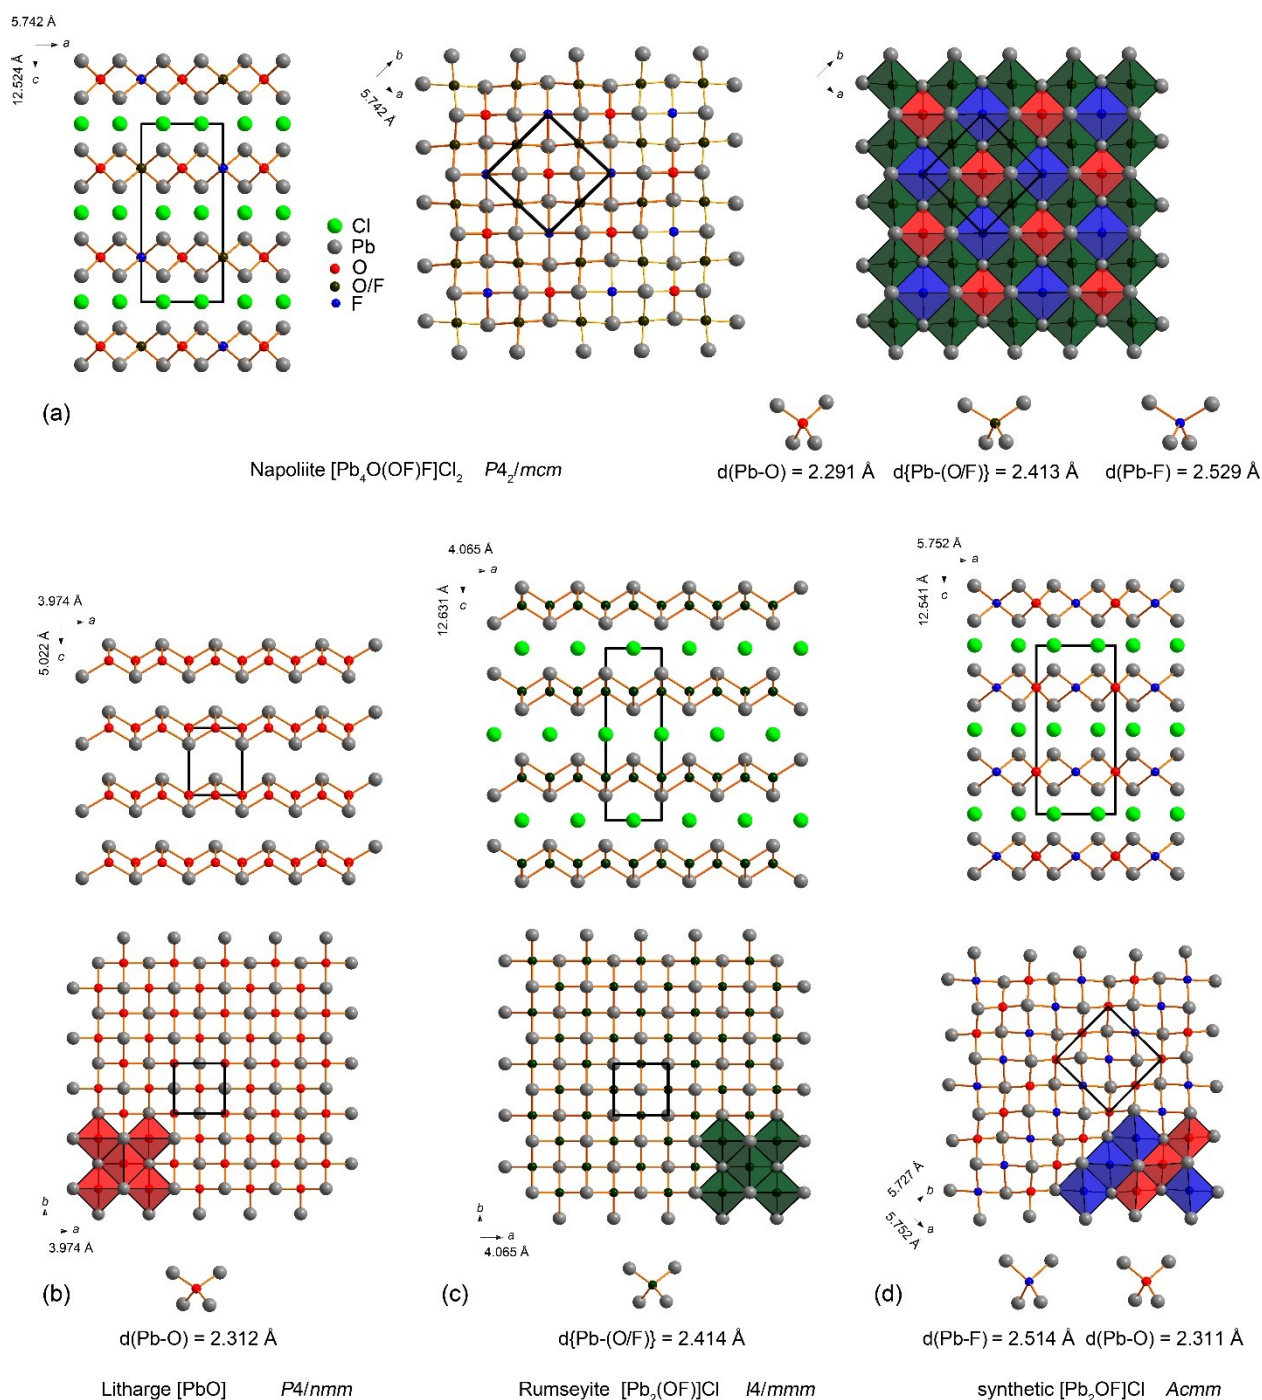 5.742 Å
a
12.524 Å
c
b
a
5.742 Å
b
a
Cl
Pb
O
O/F
F
(a)
Napoliite [Pb4O(OF)F]Cl2 P42/mcm
d(Pb-O) = 2.291 Å d{Pb-(O/F)} = 2.413 Å d(Pb-F) = 2.529 Å
3.974 Å
a
5.022 Å
c
4.065 Å
a
12.631 Å
c
5.752 Å
a
12.541 Å
c
b
a
3.974 Å
b
a
4.065 Å
5.727 Å
b
5.752 Å
a
(b)
d(Pb-O) = 2.312 Å
Litharge [PbO] P4/nmm
(c)
d{Pb-(O/F)} = 2.414 Å
Rumseyite [Pb2(OF)]Cl I4/mmm
(d)
d(Pb-F) = 2.514 Å d(Pb-O) = 2.311 Å
synthetic [Pb2OF]Cl Acmm